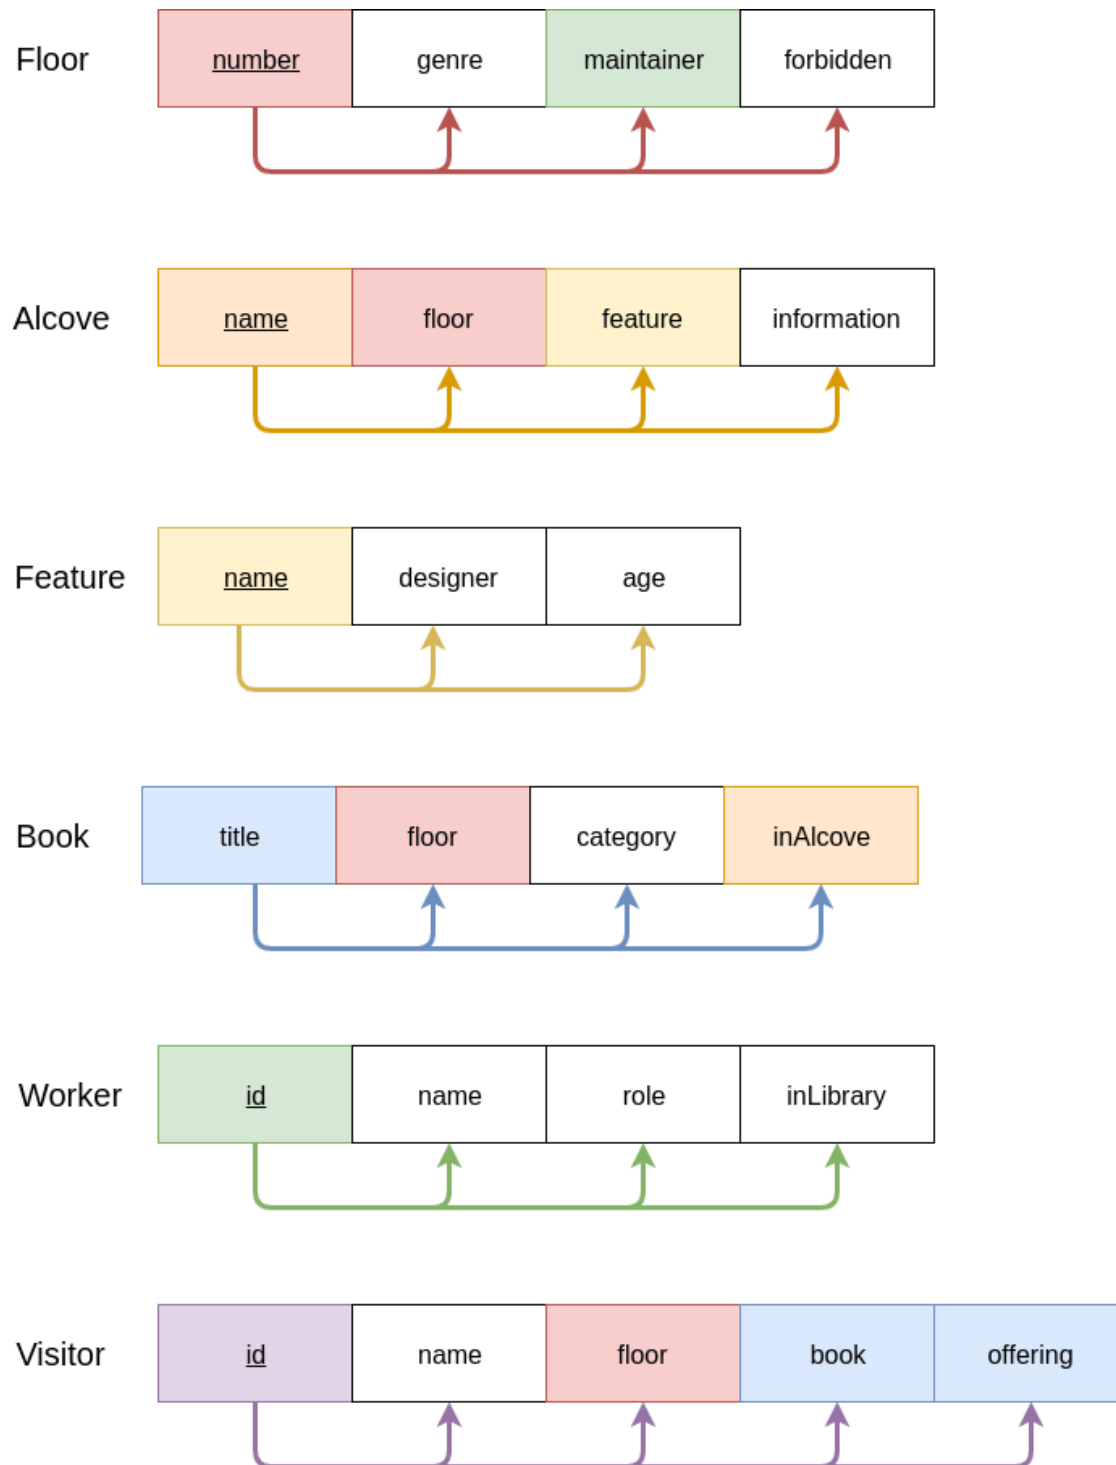 Floor number genre maintainer forbidden
Alcove name floor feature information
Feature name designer age
Book title floor category inAlcove
Worker id name role inLibrary
Visitor id name floor book offering